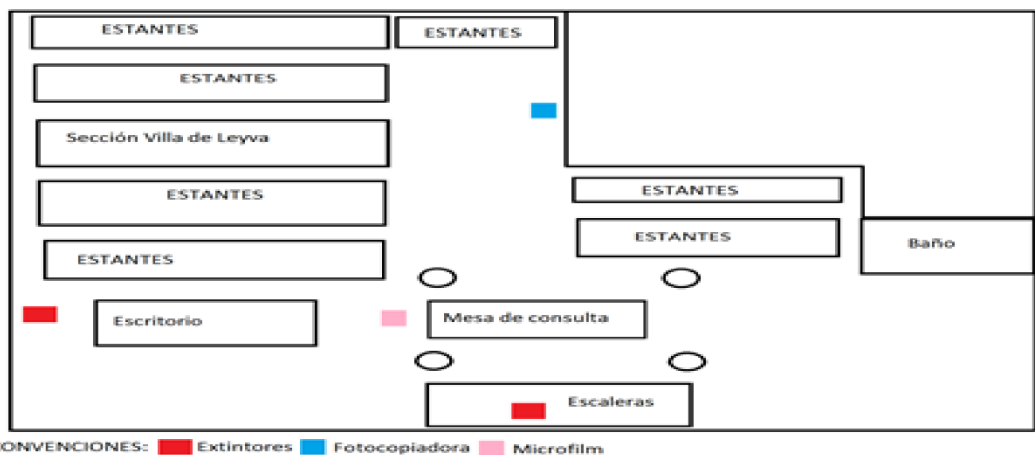 ESTANTES
ESTANTES
ESTANTES
Sección Villa de Leyva
ESTANTES
ESTANTES
ESTANTES
ESTANTES
Baño
Escritorio
Mesa de consulta
Escaleras
ONVENCIONES: Extintores Fotocopiadora Microfilm